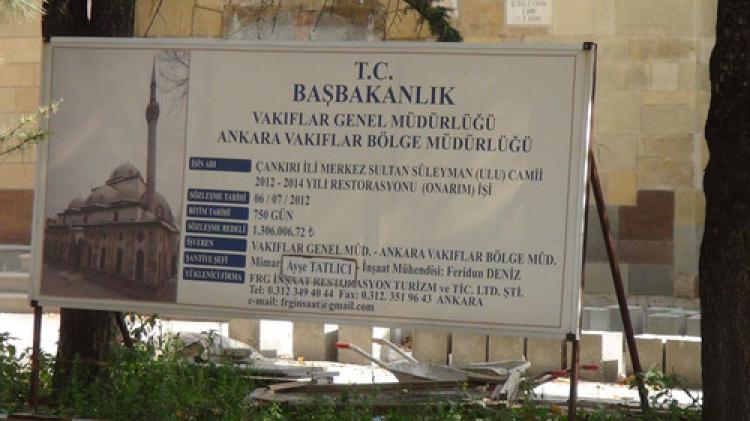 T.C.
BAŞBAKANLIK
VAKIFLAR GENEL MÜDÜRLÜĞÜ
ANKARA VAKIFLAR BÖLGE MÜDÜRLÜĞÜ
İŞİN ADI ÇANKIRI İLİ MERKEZ SULTAN SÜLEYMAN (ULU) CAMİİ
2012 - 2014 YILI RESTORASYONU (ONARIM) İŞİ
SÖZLEŞME TARİHİ 06 / 07 / 2012
BİTİM TARİHİ 750 GÜN
SÖZLEŞME BEDELİ 1.306.006.72 ₺
İŞVEREN VAKIFLAR GENEL MÜD. - ANKARA VAKIFLAR BÖLGE MÜD.
ŞANTİYE ŞEFİ Mimar Ayşe TATLICI - İnşaat Mühendisi: Feridun DENİZ
YÜKLENİCİ FİRMA FRG İNŞAAT RESTORASYON TURİZM ve TİC. LTD. ŞTİ.
Tel: 0.312 349 40 44 Fax: 0.312. 351 96 43 ANKARA
e-mail: frginsaat@gmail.com